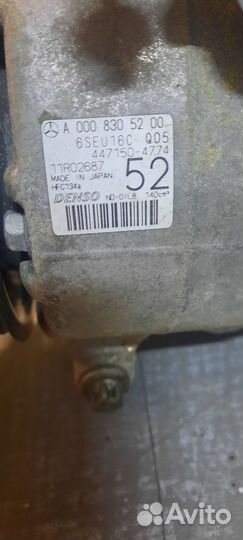 A 000 830 52 00
6SEU16C Q05
447150-4774
11R02687
52
MADE IN JAPAN
HFC134a
DENSO ND-OIL8 140cm³
Avito